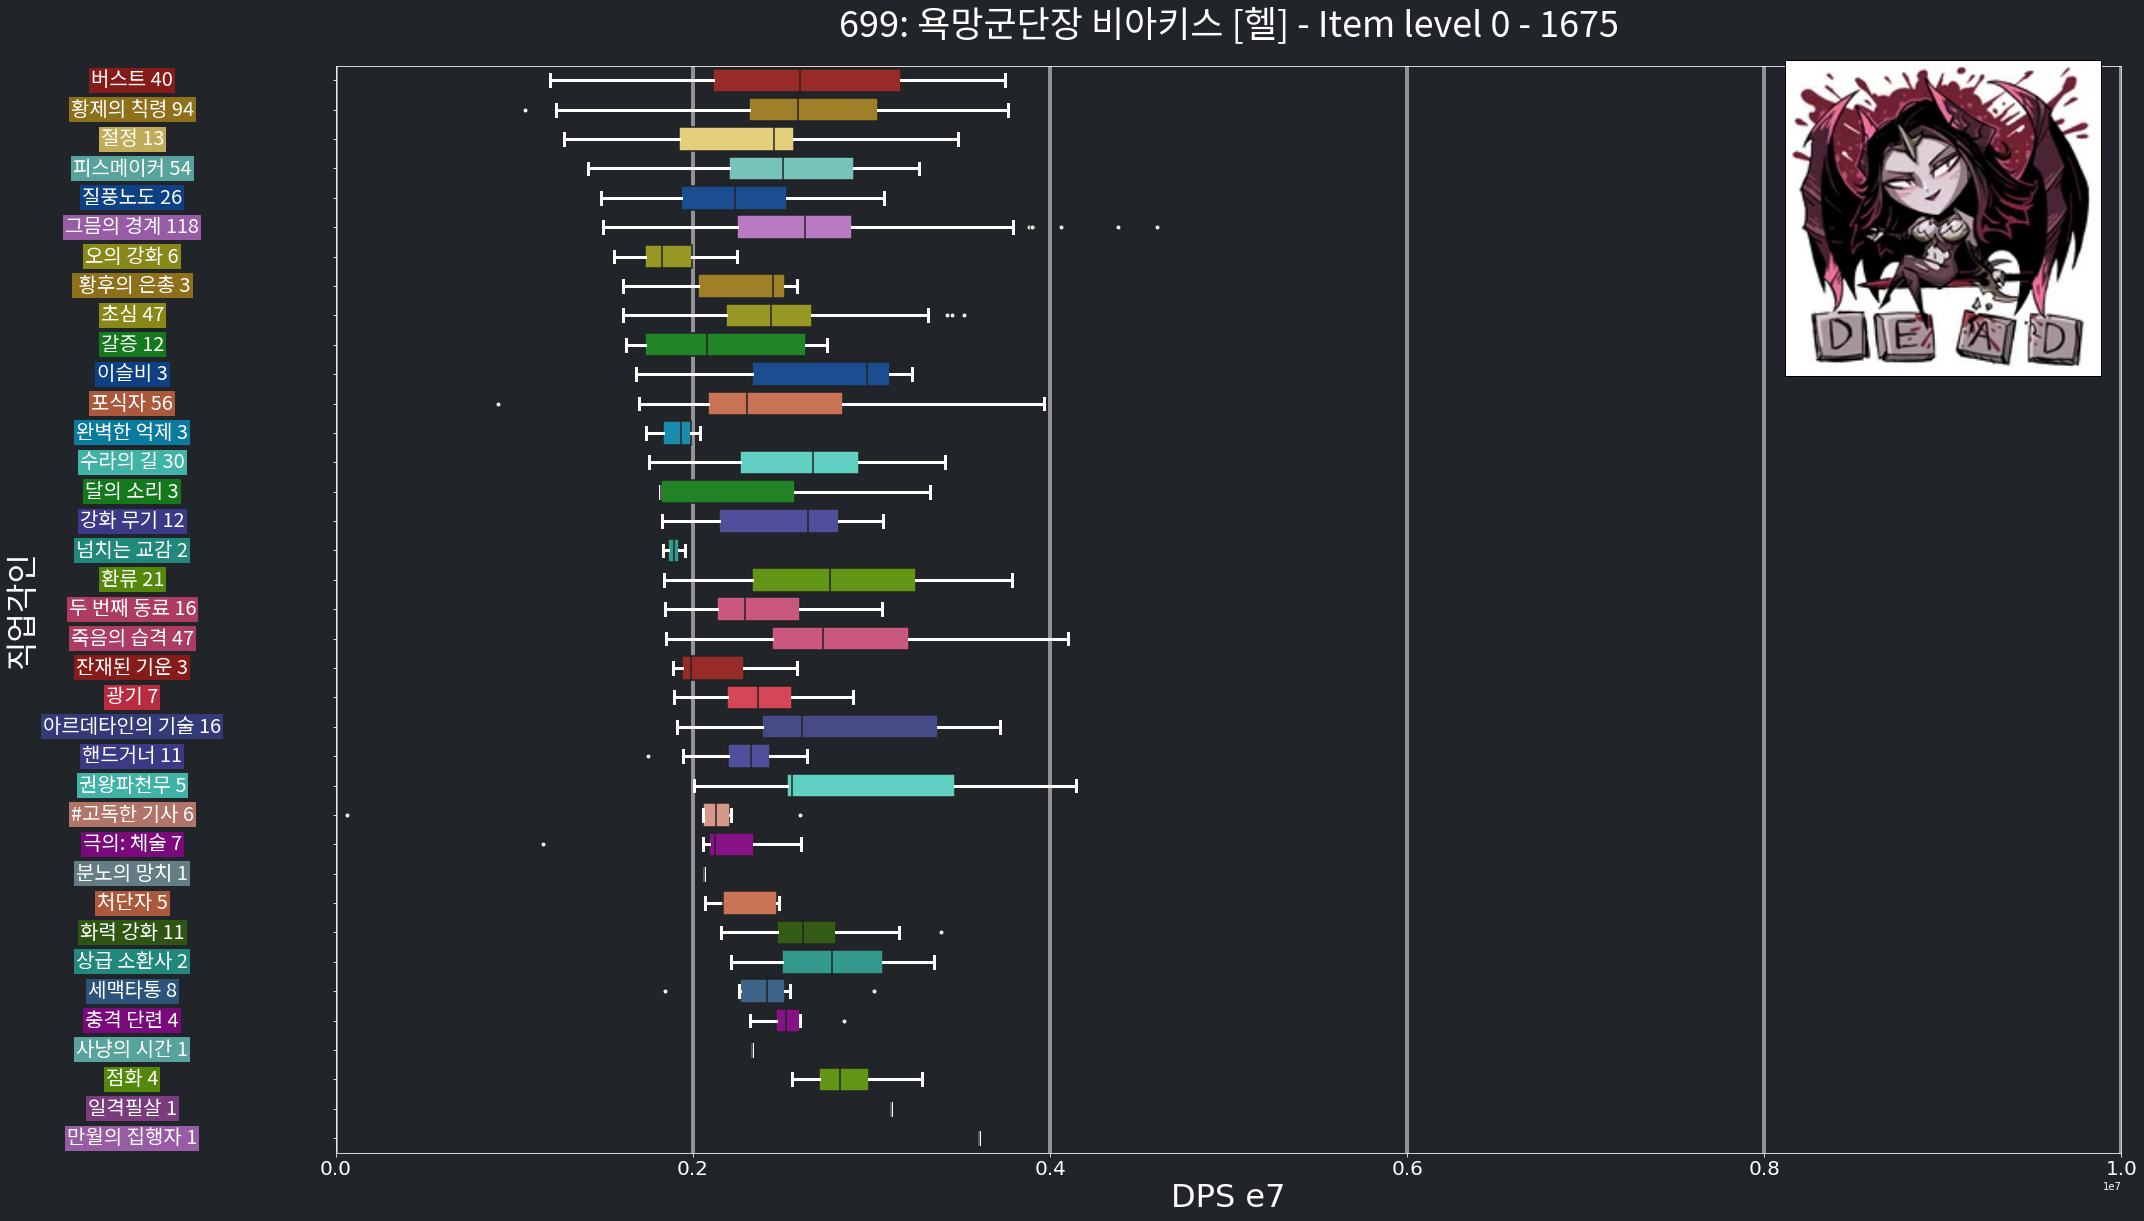 699: 욕망군단장 비아키스 [헬] - Item level 0 - 1675
버스트 40
황제의 칙령 94
절정 13
피스메이커 54
질풍노도 26
그믐의 경계 118
오의 강화 6
황후의 은총 3
초심 47
갈증 12
이슬비 3
포식자 56
완벽한 억제 3
수라의 길 30
달의 소리 3
강화 무기 12
넘치는 교감 2
환류 21
두 번째 동료 16
죽음의 습격 47
잔재된 기운 3
광기 7
아르데타인의 기술 16
핸드거너 11
권왕파천무 5
#고독한 기사 6
극의: 체술 7
분노의 망치 1
처단자 5
화력 강화 11
상급 소환사 2
세맥타통 8
충격 단련 4
사냥의 시간 1
점화 4
일격필살 1
만월의 집행자 1
직업각인
0.0 0.2 0.4 0.6 0.8 1.0
1e7
DPS e7
D E A D